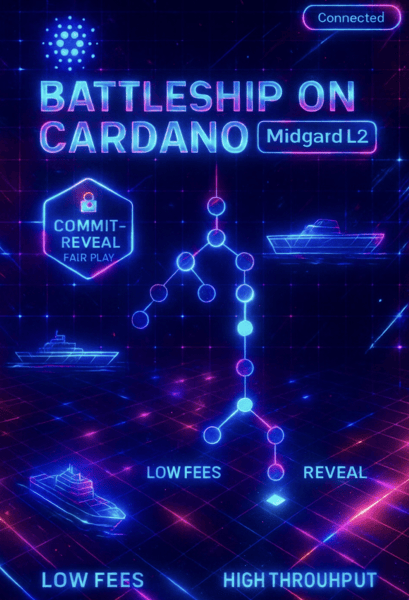 Connected
BATTLESHIP ON
CARDANO Midgard L2
COMMIT-
REVEAL
FAIR PLAY
LOW FEES REVEAL
LOW FEES HIGH THROUHPUT